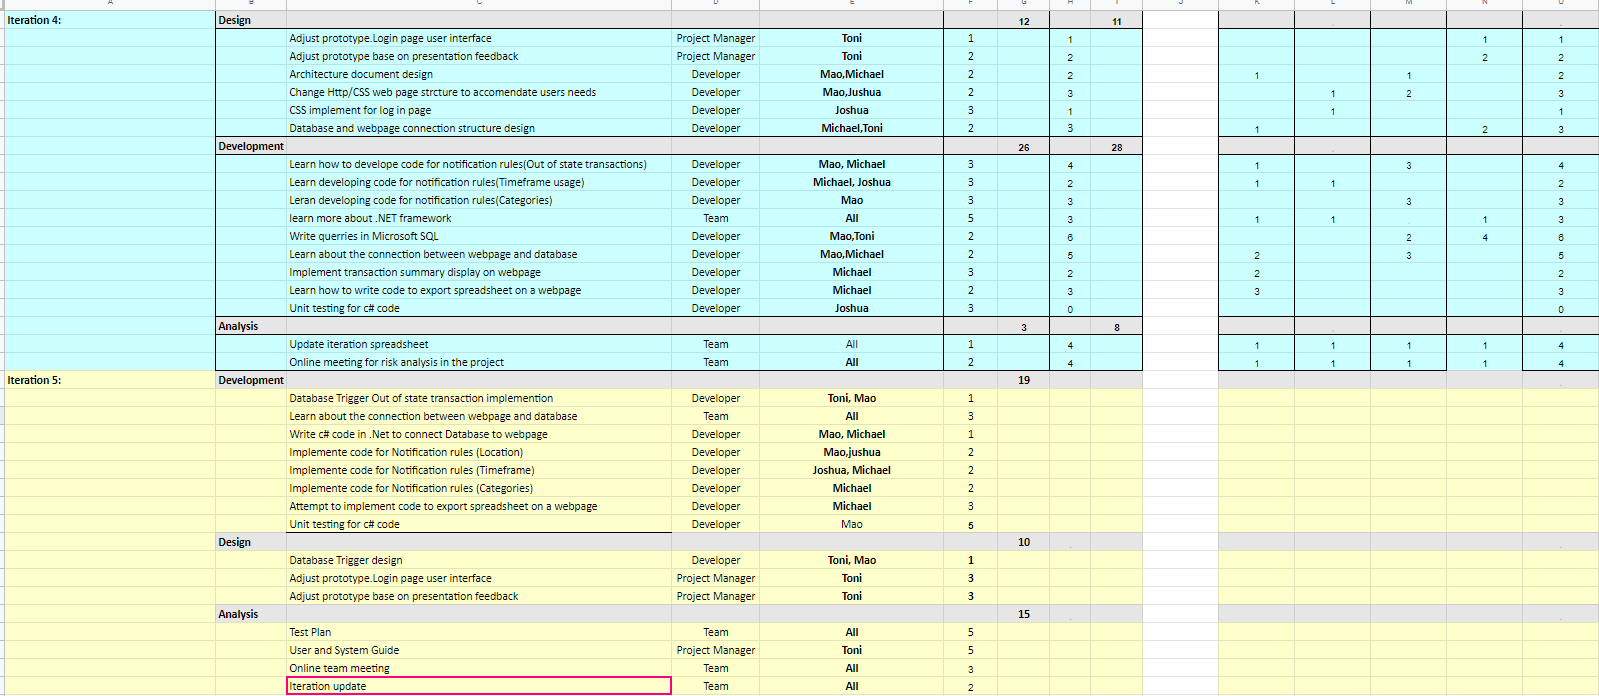 A B C D E F G H I J K L M N O
Iteration 4: Design 12 11
Adjust prototype.Login page user interface Project Manager Toni 1 1 1 1
Adjust prototype base on presentation feedback Project Manager Toni 2 2 2 2
Architecture document design Developer Mao,Michael 2 2 1 1 2
Change Http/CSS web page strcture to accomendate users needs Developer Mao,Jushua 2 3 1 2 3
CSS implement for log in page Developer Joshua 3 1 1 1
Database and webpage connection structure design Developer Michael,Toni 2 3 1 2 3
Development 26 28
Learn how to develope code for notification rules(Out of state transactions) Developer Mao, Michael 3 4 1 3 4
Learn developing code for notification rules(Timeframe usage) Developer Michael, Joshua 3 2 1 1 2
Leran developing code for notification rules(Categories) Developer Mao 3 3 3 3
learn more about .NET framework Team All 5 3 1 1 1 3
Write querries in Microsoft SQL Developer Mao,Toni 2 6 2 4 6
Learn about the connection between webpage and database Developer Mao,Michael 2 5 2 3 5
Implement transaction summary display on webpage Developer Michael 3 2 2 2
Learn how to write code to export spreadsheet on a webpage Developer Michael 2 3 3 3
Unit testing for c# code Developer Joshua 3 0 0
Analysis 3 8
Update iteration spreadsheet Team All 1 4 1 1 1 1 4
Online meeting for risk analysis in the project Team All 2 4 1 1 1 1 4
Iteration 5: Development 19
Database Trigger Out of state transaction implemention Developer Toni, Mao 1
Learn about the connection between webpage and database Team All 3
Write c# code in .Net to connect Database to webpage Developer Mao, Michael 1
Implemente code for Notification rules (Location) Developer Mao,jushua 2
Implemente code for Notification rules (Timeframe) Developer Joshua, Michael 2
Implemente code for Notification rules (Categories) Developer Michael 2
Attempt to implement code to export spreadsheet on a webpage Developer Michael 3
Unit testing for c# code Developer Mao 5
Design 10
Database Trigger design Developer Toni, Mao 1
Adjust prototype.Login page user interface Project Manager Toni 3
Adjust prototype base on presentation feedback Project Manager Toni 3
Analysis 15
Test Plan Team All 5
User and System Guide Project Manager Toni 5
Online team meeting Team All 3
Iteration update Team All 2